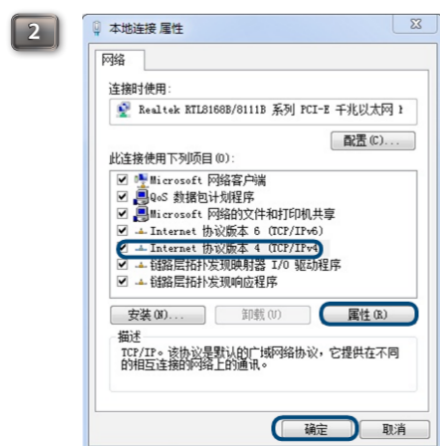 2
本地连接 属性
网络
连接时使用:
Realtek RTL8168B/8111B 系列 PCI-E 千兆以太网
配置(C)...
此连接使用下列项目(O):
Microsoft 网络客户端
QoS 数据包计划程序
Microsoft 网络的文件和打印机共享
Internet 协议版本 6 (TCP/IPv6)
Internet 协议版本 4 (TCP/IPv4)
链路层拓扑发现映射器 I/O 驱动程序
链路层拓扑发现响应程序
安装(N)... 卸载(U) 属性(R)
描述
TCP/IP。该协议是默认的广域网络协议，它提供在不同
的相互连接的网络上的通讯。
确定 取消